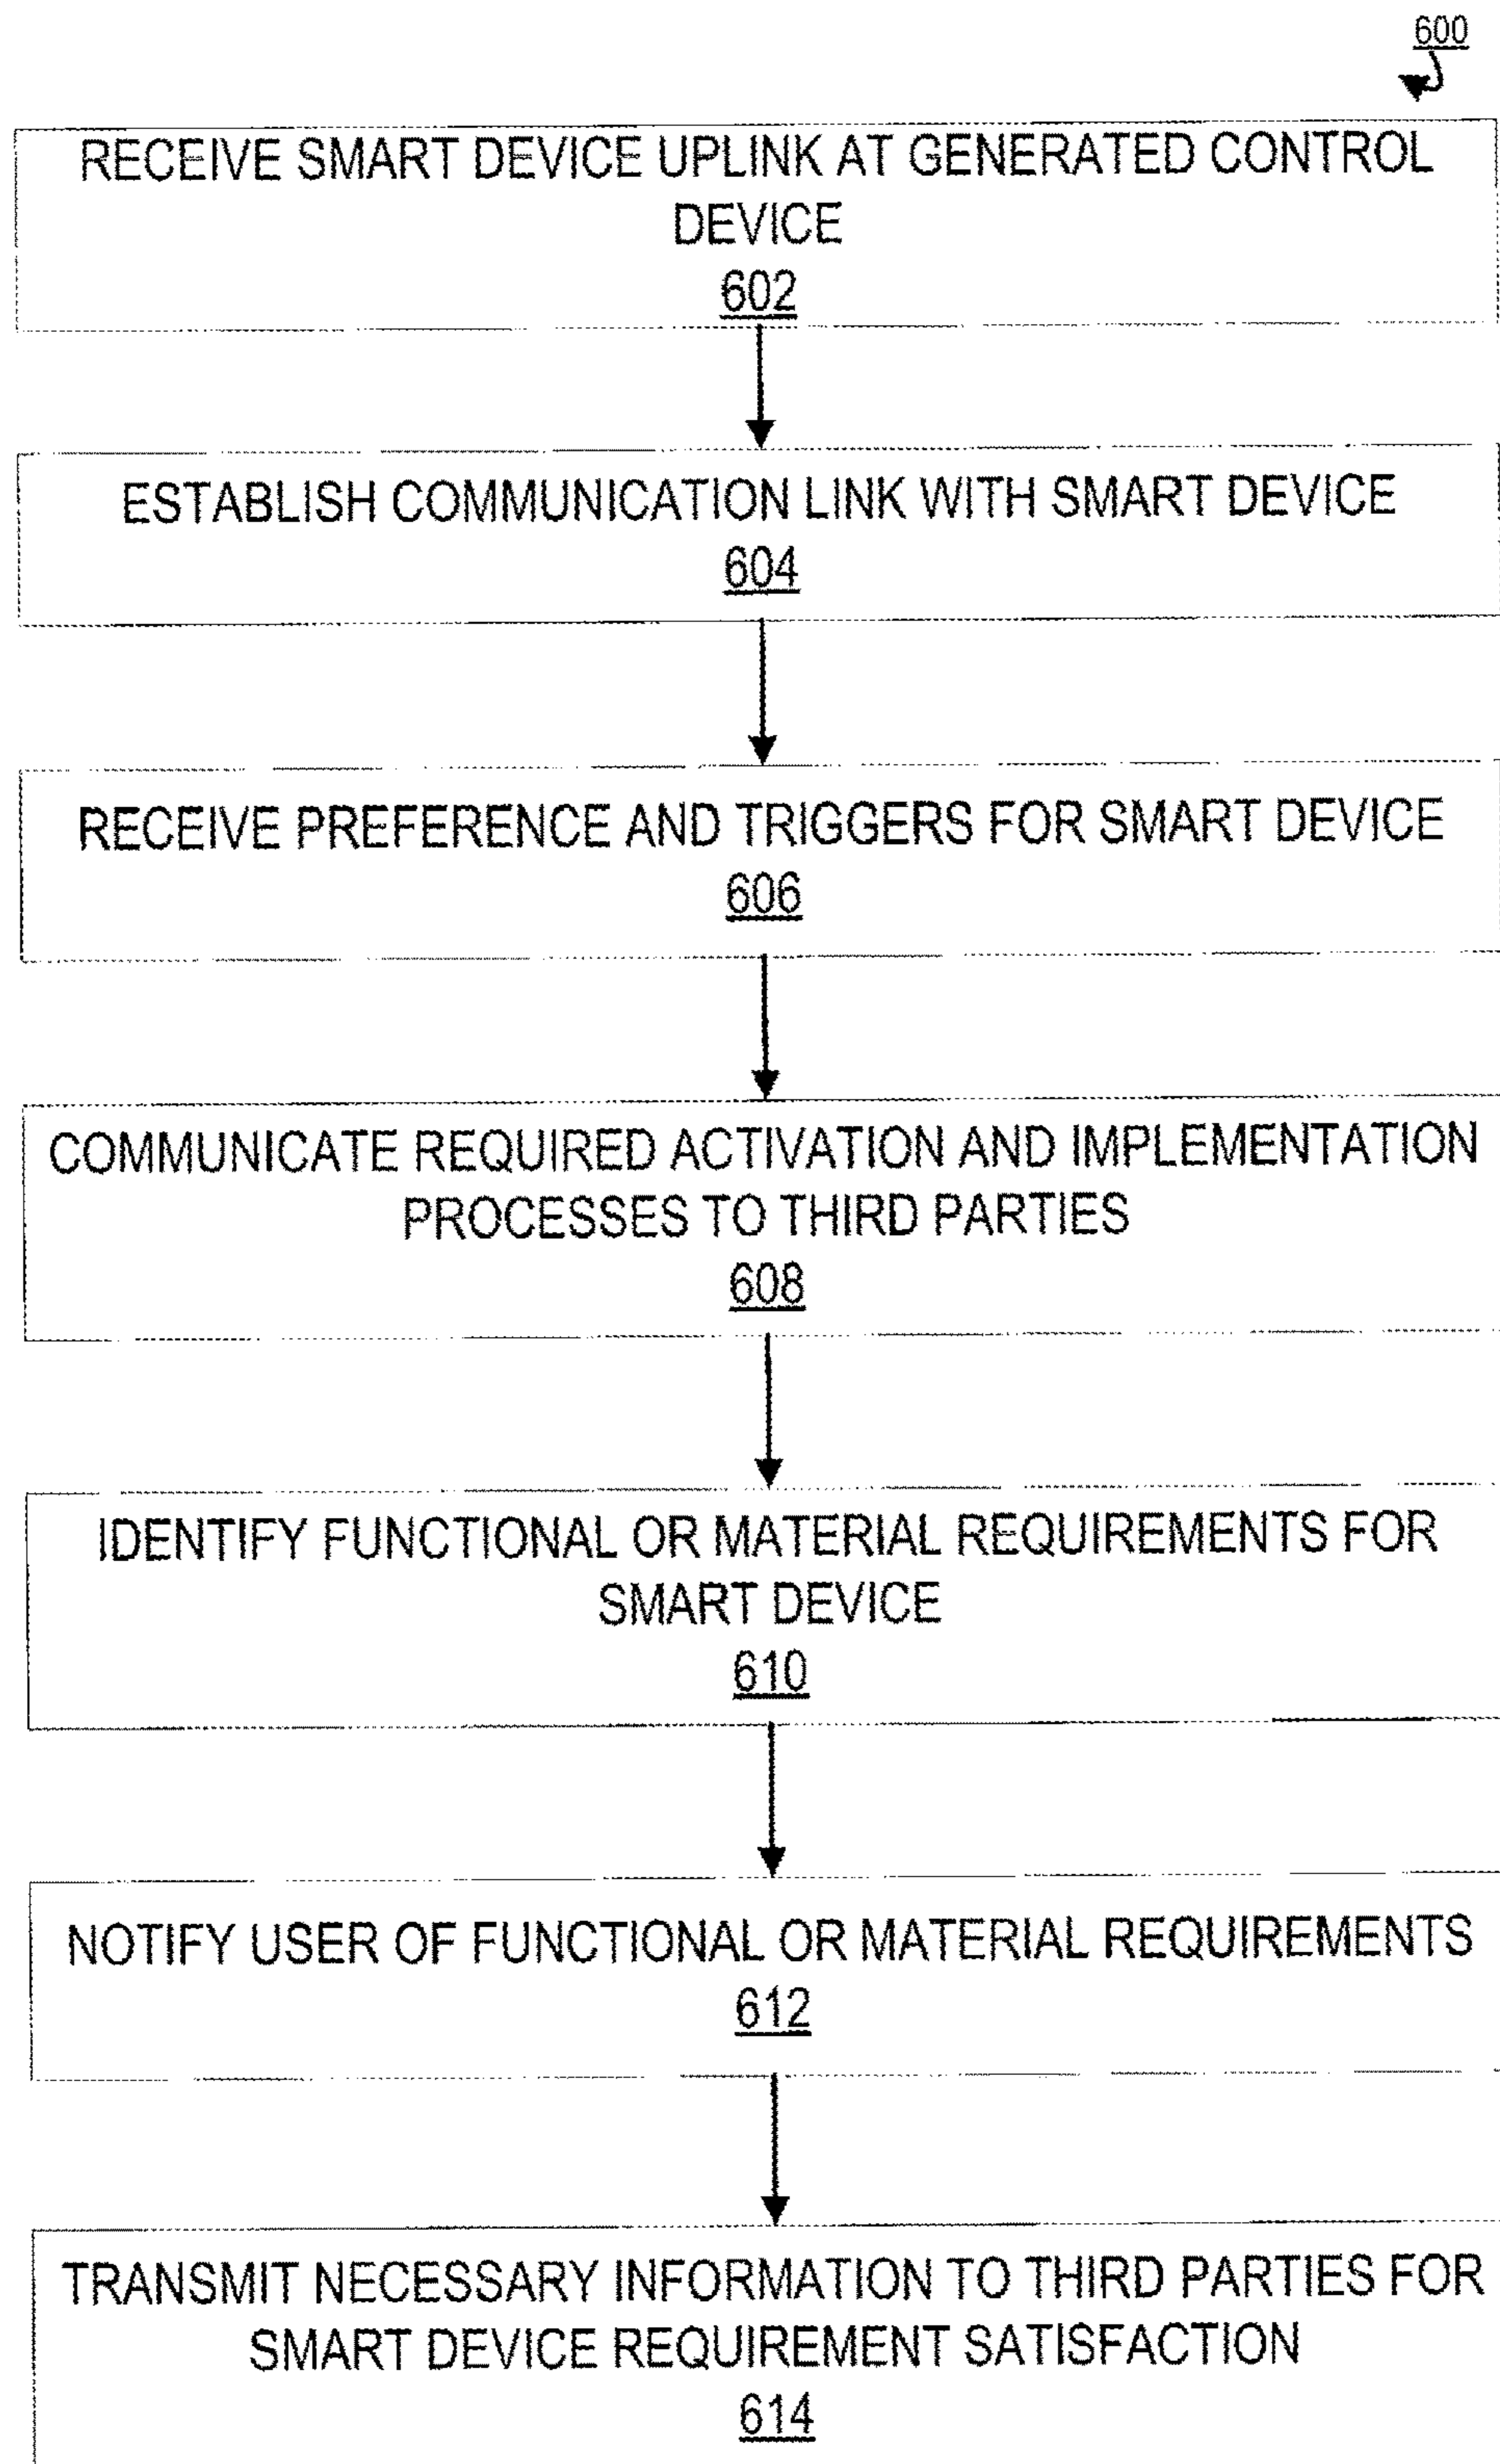 600
RECEIVE SMART DEVICE UPLINK AT GENERATED CONTROL
DEVICE
602
ESTABLISH COMMUNICATION LINK WITH SMART DEVICE
604
RECEIVE PREFERENCE AND TRIGGERS FOR SMART DEVICE
606
COMMUNICATE REQUIRED ACTIVATION AND IMPLEMENTATION
PROCESSES TO THIRD PARTIES
608
IDENTIFY FUNCTIONAL OR MATERIAL REQUIREMENTS FOR
SMART DEVICE
610
NOTIFY USER OF FUNCTIONAL OR MATERIAL REQUIREMENTS
612
TRANSMIT NECESSARY INFORMATION TO THIRD PARTIES FOR
SMART DEVICE REQUIREMENT SATISFACTION
614